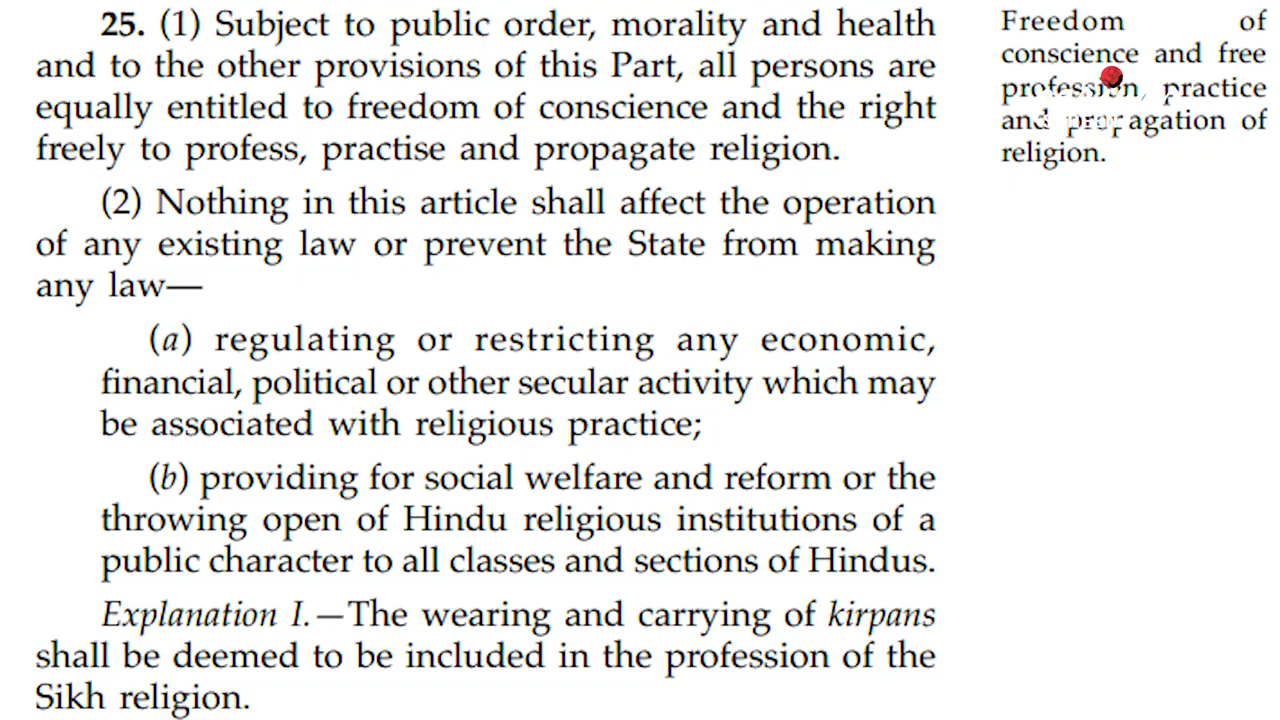 25. (1) Subject to public order, morality and health
and to the other provisions of this Part, all persons are
equally entitled to freedom of conscience and the right
freely to profess, practise and propagate religion.
(2) Nothing in this article shall affect the operation
of any existing law or prevent the State from making
any law—
(a) regulating or restricting any economic,
financial, political or other secular activity which may
be associated with religious practice;
(b) providing for social welfare and reform or the
throwing open of Hindu religious institutions of a
public character to all classes and sections of Hindus.
Explanation I.—The wearing and carrying of kirpans
shall be deemed to be included in the profession of the
Sikh religion.
Freedom of
conscience and free
profession, practice
and propagation of
religion.